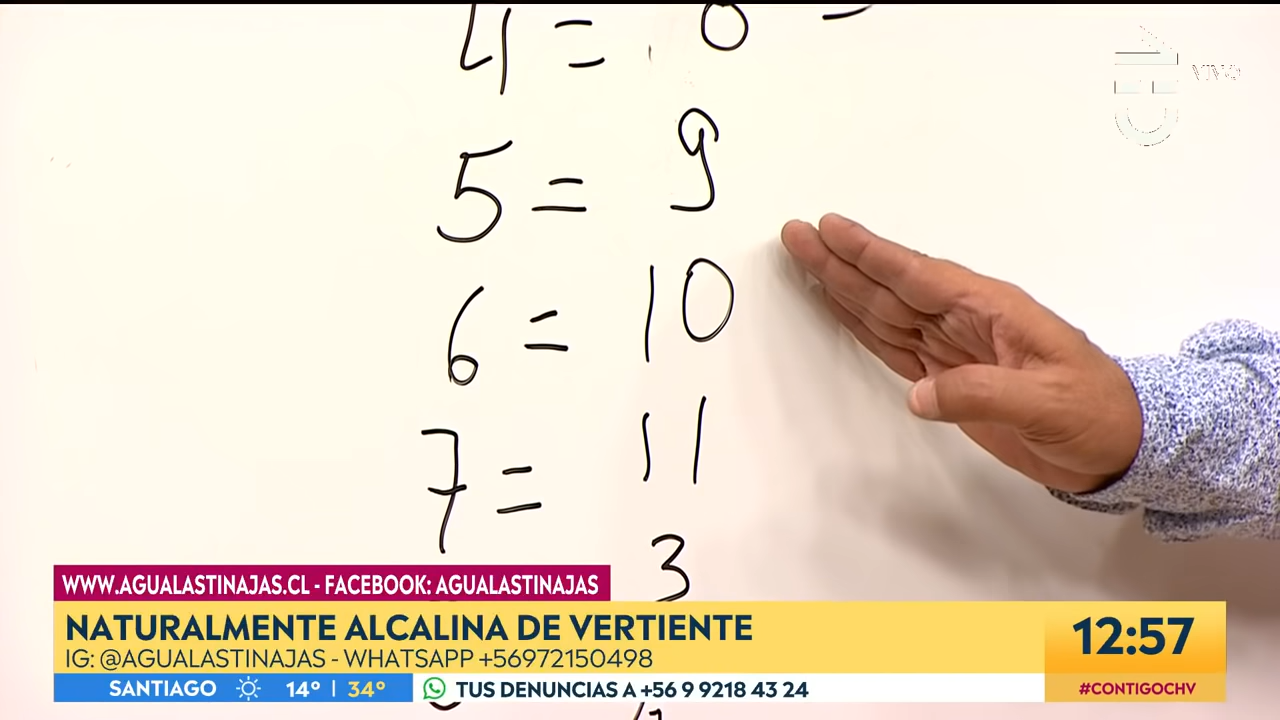 4 =
5 = 9
6 = 10
7 = 11
3
VIVO
WWW.AGUALASTINAJAS.CL - FACEBOOK: AGUALASTINAJAS
NATURALMENTE ALCALINA DE VERTIENTE
IG: @AGUALASTINAJAS - WHATSAPP +56972150498
12:57
SANTIAGO 14° | 34° TUS DENUNCIAS A +56 9 9218 43 24
#CONTIGOCHV